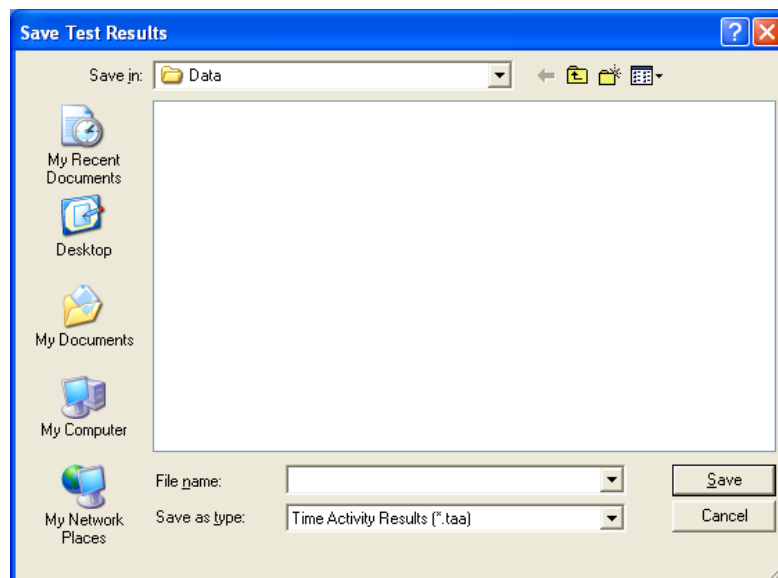 Save Test Results
Save in:
Data
My Recent
Documents
Desktop
My Documents
My Computer
My Network
Places
File name:
Save
Save as type:
Time Activity Results (*.taa)
Cancel